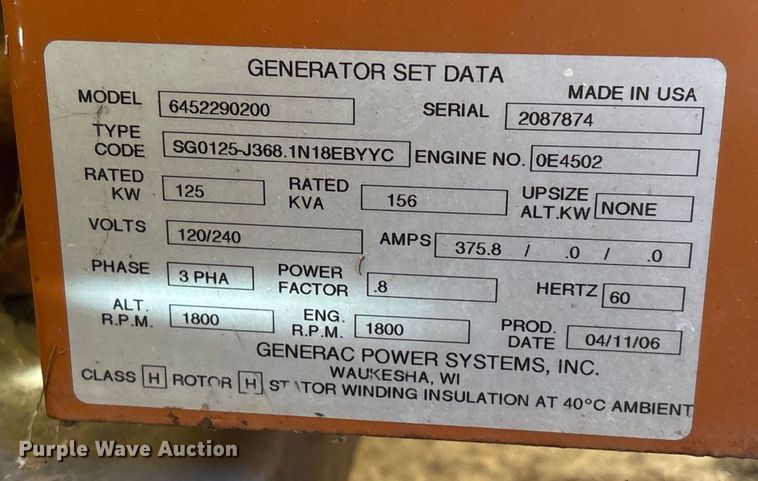 GENERATOR SET DATA
MADE IN USA
MODEL 6452290200 SERIAL 2087874
TYPE CODE SG0125-J368.1N18EBYYC ENGINE NO. 0E4502
RATED KW 125 RATED KVA 156 UPSIZE ALT.KW NONE
VOLTS 120/240 AMPS 375.8 / .0 / .0
PHASE 3 PHA POWER FACTOR .8 HERTZ 60
ALT. R.P.M. 1800 ENG. R.P.M. 1800 PROD. DATE 04/11/06
GENERAC POWER SYSTEMS, INC.
WAUKESHA, WI
CLASS H ROTOR H STATOR WINDING INSULATION AT 40°C AMBIENT
Purple Wave Auction